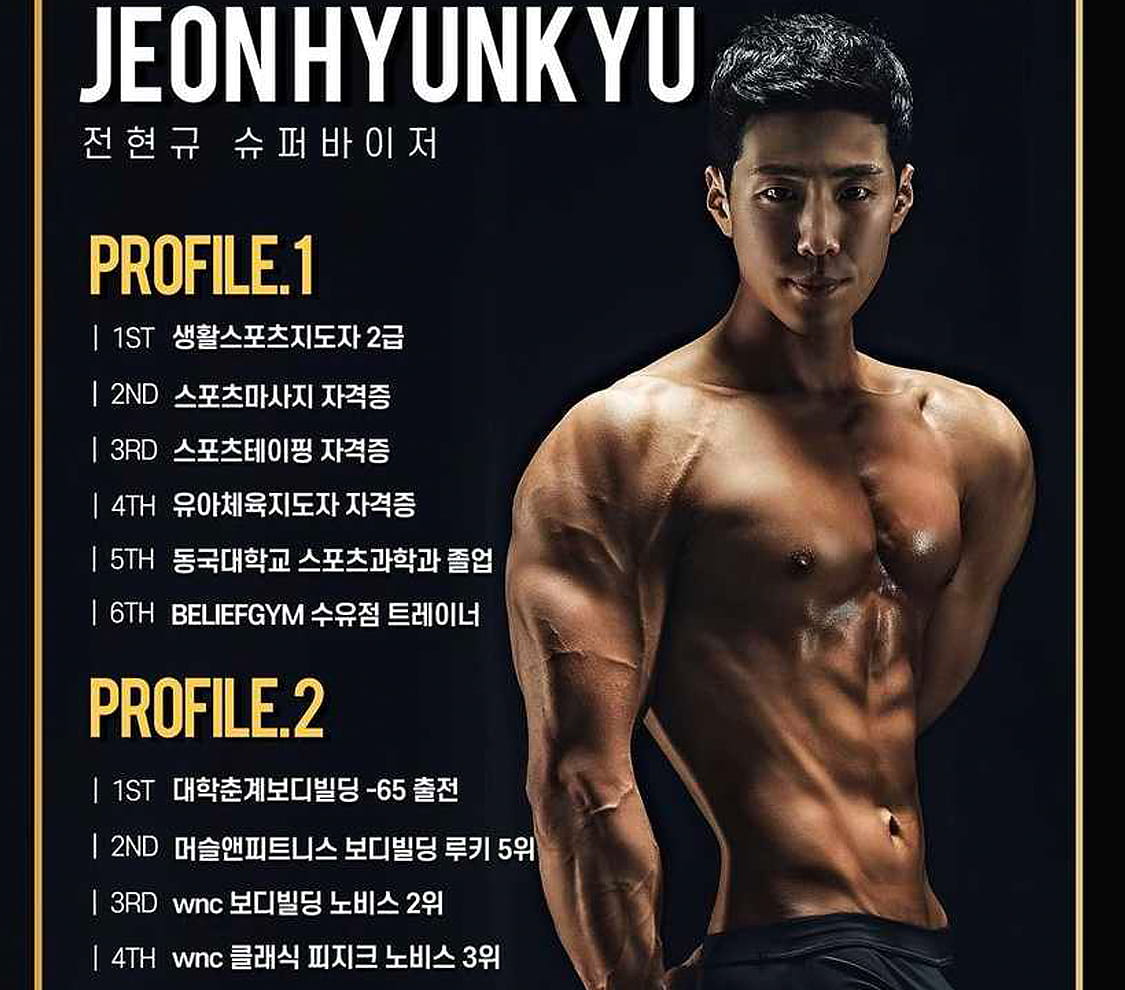 JEON HYUNKYU
전현규 슈퍼바이저
PROFILE.1
| 1ST 생활스포츠지도자 2급
| 2ND 스포츠마사지 자격증
| 3RD 스포츠테이핑 자격증
| 4TH 유아체육지도자 자격증
| 5TH 동국대학교 스포츠과학과 졸업
| 6TH BELIEFGYM 수유점 트레이너
PROFILE.2
| 1ST 대학춘계보디빌딩 -65 출전
| 2ND 머슬앤피트니스 보디빌딩 루키 5위
| 3RD wnc 보디빌딩 노비스 2위
| 4TH wnc 클래식 피지크 노비스 3위